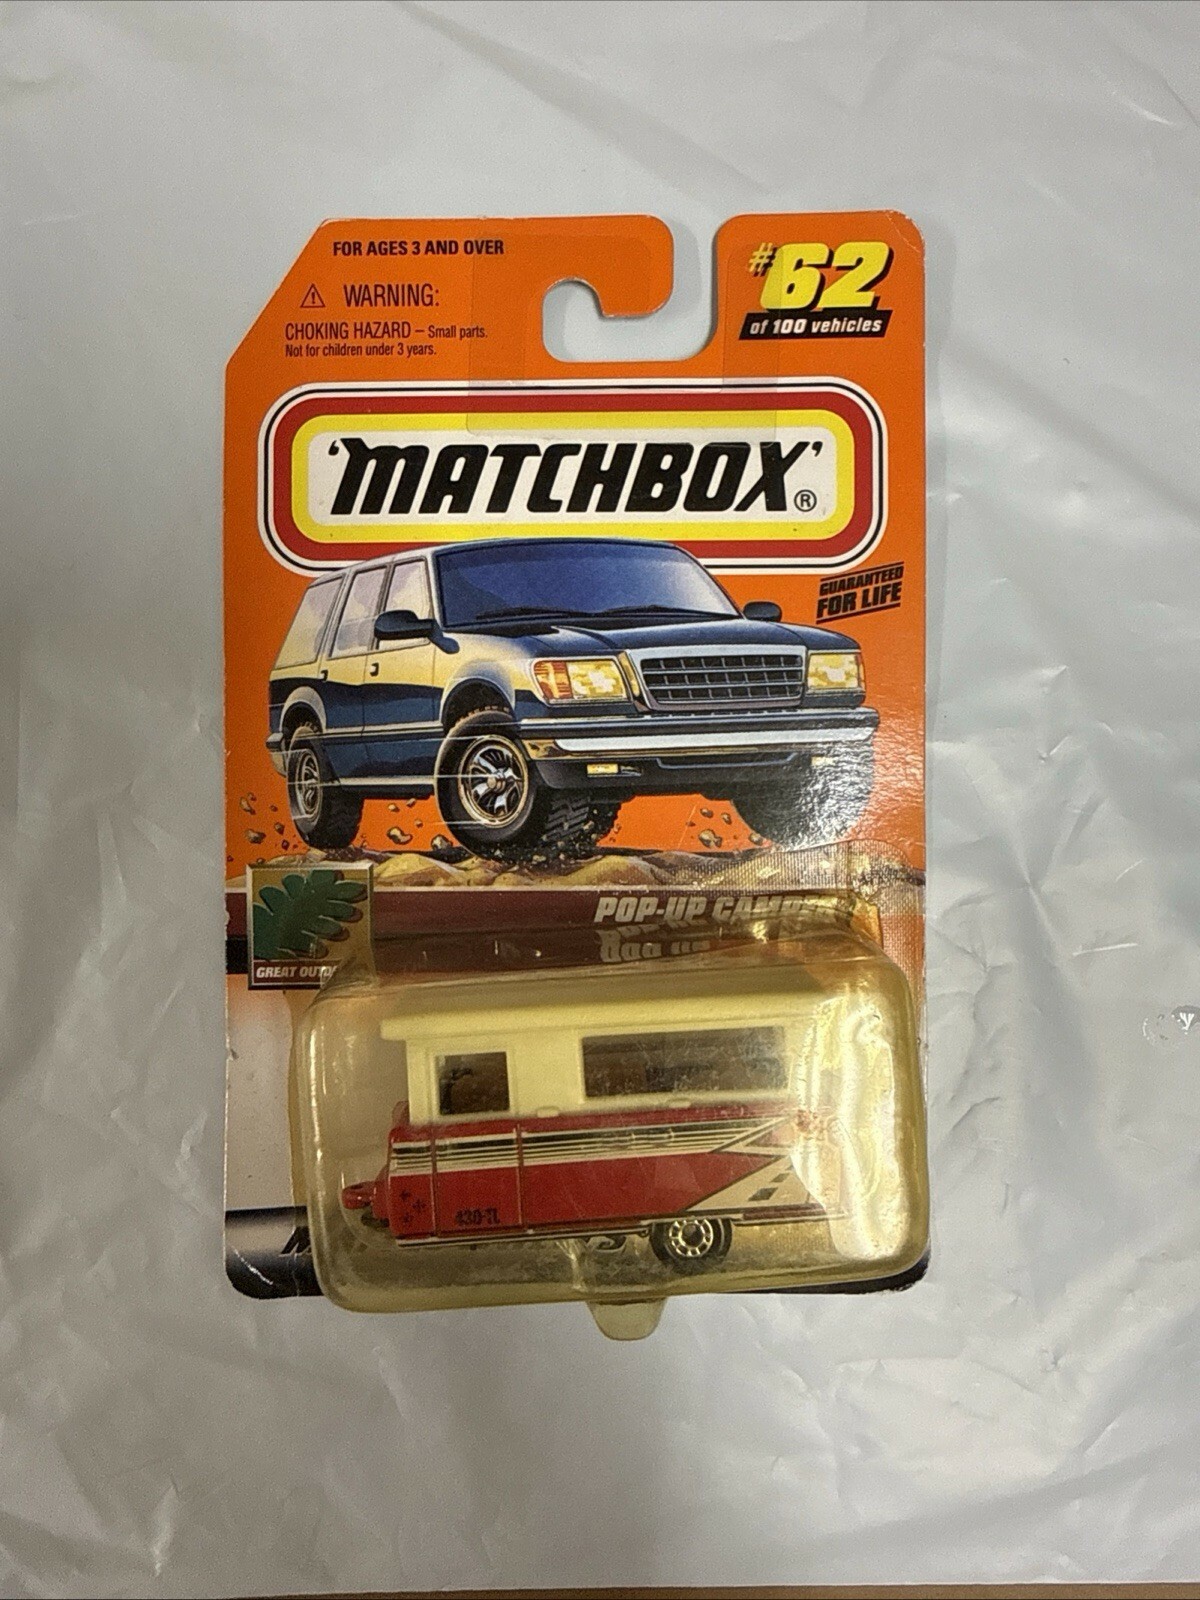 FOR AGES 3 AND OVER
⚠ WARNING:
CHOKING HAZARD – Small parts.
Not for children under 3 years.
#62
of 100 vehicles
'MATCHBOX'®
GUARANTEED
FOR LIFE
POP-UP CAMPER
GREAT
430-TL